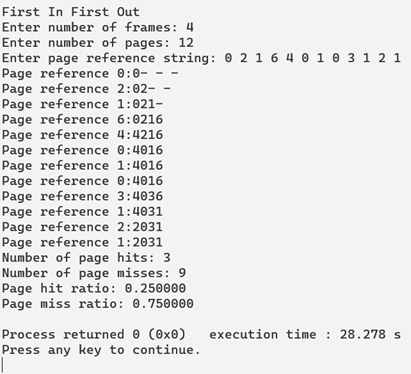 First In First Out
Enter number of frames: 4
Enter number of pages: 12
Enter page reference string: 0 2 1 6 4 0 1 0 3 1 2 1
Page reference 0:0- - -
Page reference 2:02- -
Page reference 1:021-
Page reference 6:0216
Page reference 4:4216
Page reference 0:4016
Page reference 1:4016
Page reference 0:4016
Page reference 3:4036
Page reference 1:4031
Page reference 2:2031
Page reference 1:2031
Number of page hits: 3
Number of page misses: 9
Page hit ratio: 0.250000
Page miss ratio: 0.750000
Process returned 0 (0x0)   execution time : 28.278 s
Press any key to continue.